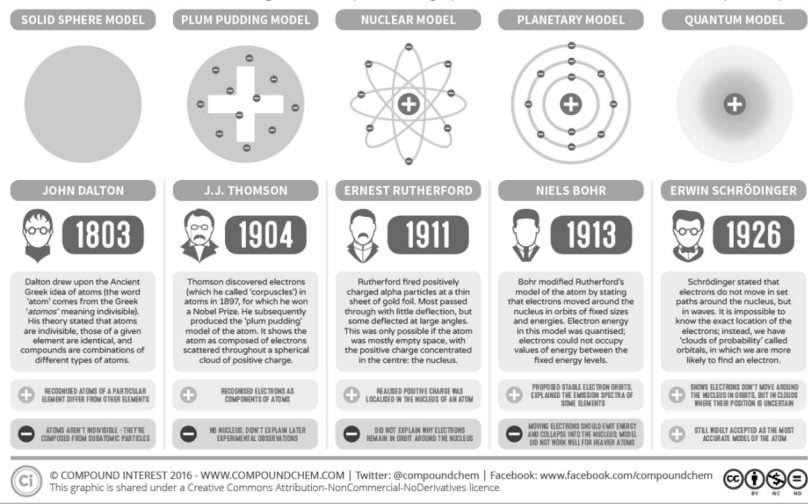 SOLID SPHERE MODEL
PLUM PUDDING MODEL
NUCLEAR MODEL
PLANETARY MODEL
QUANTUM MODEL
JOHN DALTON
J.J. THOMSON
ERNEST RUTHERFORD
NIELS BOHR
ERWIN SCHRÖDINGER
1803
1904
1911
1913
1926
Dalton drew upon the Ancient
Greek idea of atoms (the word
'atom' comes from the Greek
'atomos' meaning indivisible).
His theory stated that atoms
are indivisible, those of a given
element are identical, and
compounds are combinations of
different types of atoms.
Thomson discovered electrons
(which he called 'corpuscles') in
atoms in 1897, for which he won
a Nobel Prize. He subsequently
produced the 'plum pudding'
model of the atom. It shows the
atom as composed of electrons
scattered throughout a spherical
cloud of positive charge.
Rutherford fired positively
charged alpha particles at a thin
sheet of gold foil. Most passed
through with little deflection, but
some deflected at large angles.
This was only possible if the atom
was mostly empty space, with
the positive charge concentrated
in the centre: the nucleus.
Bohr modified Rutherford's
model of the atom by stating
that electrons moved around the
nucleus in orbits of fixed sizes
and energies. Electron energy
in this model was quantised;
electrons could not occupy
values of energy between the
fixed energy levels.
Schrödinger stated that
electrons do not move in set
paths around the nucleus, but
in waves. It is impossible to
know the exact location of the
electrons; instead, we have
'clouds of probability' called
orbitals, in which we are more
likely to find an electron.
RECOGNISED ATOMS OF A PARTICULAR
ELEMENT DIFFER FROM OTHER ELEMENTS
RECOGNISED ELECTRONS AS
COMPONENTS OF ATOMS
REALISED POSITIVE CHARGE WAS
LOCALISED IN THE NUCLEUS OF AN ATOM
PROPOSED STABLE ELECTRON ORBITS;
EXPLAINED THE EMISSION SPECTRA OF
SOME ELEMENTS
SHOWS ELECTRONS DON'T MOVE AROUND
THE NUCLEUS IN ORBITS, BUT IN CLOUDS
WHERE THEIR POSITION IS UNCERTAIN
ATOMS AREN'T INDIVISIBLE - THEY'RE
COMPOSED FROM SUBATOMIC PARTICLES
NO NUCLEUS; DIDN'T EXPLAIN LATER
EXPERIMENTAL OBSERVATIONS
DID NOT EXPLAIN WHY ELECTRONS
REMAIN IN ORBIT AROUND THE NUCLEUS
MOVING ELECTRONS SHOULD EMIT ENERGY
AND COLLAPSE INTO THE NUCLEUS; MODEL
DID NOT WORK WELL FOR HEAVIER ATOMS
STILL WIDELY ACCEPTED AS THE MOST
ACCURATE MODEL OF THE ATOM
Ci
© COMPOUND INTEREST 2016 - WWW.COMPOUNDCHEM.COM | Twitter: @compoundchem | Facebook: www.facebook.com/compoundchem
This graphic is shared under a Creative Commons Attribution-NonCommercial-NoDerivatives licence.
CC
BY NC ND